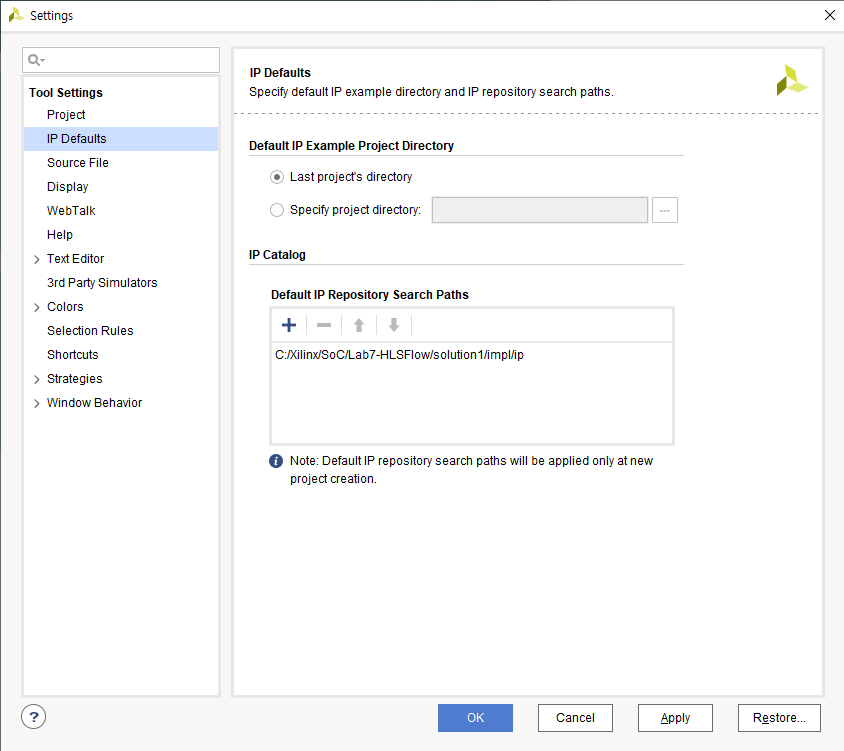 Settings
Tool Settings
Project
IP Defaults
Source File
Display
WebTalk
Help
Text Editor
3rd Party Simulators
Colors
Selection Rules
Shortcuts
Strategies
Window Behavior
IP Defaults
Specify default IP example directory and IP repository search paths.
Default IP Example Project Directory
Last project's directory
Specify project directory:
...
IP Catalog
Default IP Repository Search Paths
C:/Xilinx/SoC/Lab7-HLSFlow/solution1/impl/ip
Note: Default IP repository search paths will be applied only at new
project creation.
?
OK
Cancel
Apply
Restore...